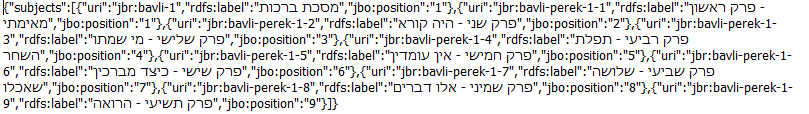 {"subjects":[{"uri":"jbr:bavli-1","rdfs:label":"מסכת ברכות","jbo:position":"1"},{"uri":"jbr:bavli-perek-1-1","rdfs:label":"פרק ראשון -
מאימתי","jbo:position":"1"},{"uri":"jbr:bavli-perek-1-2","rdfs:label":"פרק שני - היה קורא","jbo:position":"2"},{"uri":"jbr:bavli-perek-1-
3","rdfs:label":"פרק שלישי - מי שמתו","jbo:position":"3"},{"uri":"jbr:bavli-perek-1-4","rdfs:label":"פרק רביעי - תפלת
השחר","jbo:position":"4"},{"uri":"jbr:bavli-perek-1-5","rdfs:label":"פרק חמישי - אין עומדין","jbo:position":"5"},{"uri":"jbr:bavli-perek-1-
6","rdfs:label":"פרק שישי - כיצד מברכין","jbo:position":"6"},{"uri":"jbr:bavli-perek-1-7","rdfs:label":"פרק שביעי - שלושה
שאכלו","jbo:position":"7"},{"uri":"jbr:bavli-perek-1-8","rdfs:label":"פרק שמיני - אלו דברים","jbo:position":"8"},{"uri":"jbr:bavli-perek-1-
9","rdfs:label":"פרק תשיעי - הרואה","jbo:position":"9"}]}